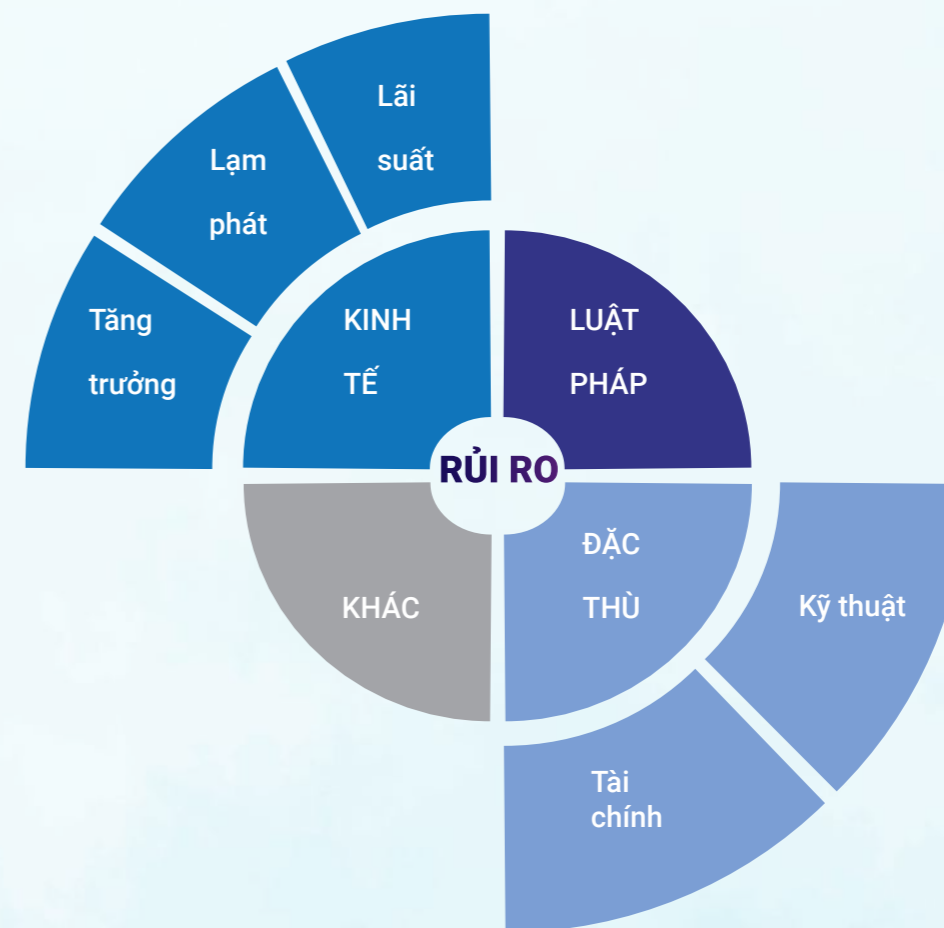 Lãi
suất
Lạm
phát
Tăng
trưởng
KINH
TẾ
LUẬT
PHÁP
RỦI RO
KHÁC
ĐẶC
THÙ
Kỹ thuật
Tài
chính